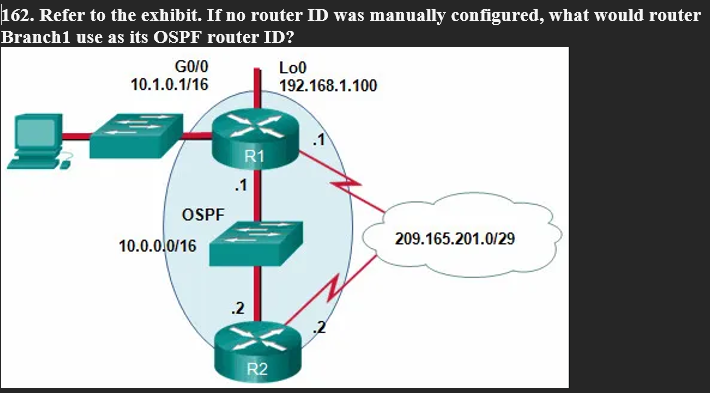 162. Refer to the exhibit. If no router ID was manually configured, what would router
Branch1 use as its OSPF router ID?
G0/0
10.1.0.1/16
Lo0
192.168.1.100
R1
.1
.1
OSPF
10.0.0.0/16
209.165.201.0/29
.2
.2
R2